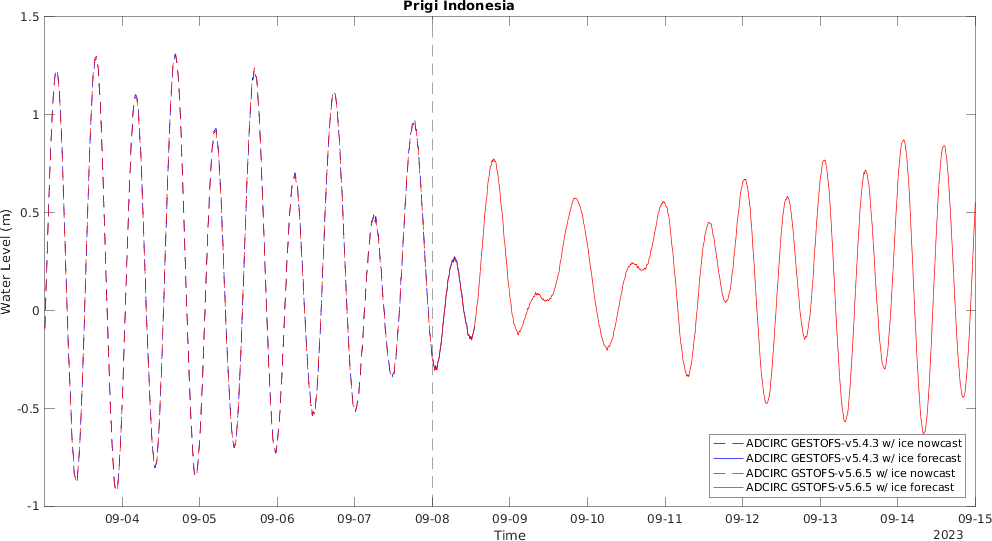 Prigi Indonesia
1.5
1
0.5
0
-0.5
-1
Water Level (m)
09-04 09-05 09-06 09-07 09-08 09-09 09-10 09-11 09-12 09-13 09-14 09-15
Time
2023
ADCIRC GESTOFS-v5.4.3 w/ ice nowcast
ADCIRC GESTOFS-v5.4.3 w/ ice forecast
ADCIRC GSTOFS-v5.6.5 w/ ice nowcast
ADCIRC GSTOFS-v5.6.5 w/ ice forecast